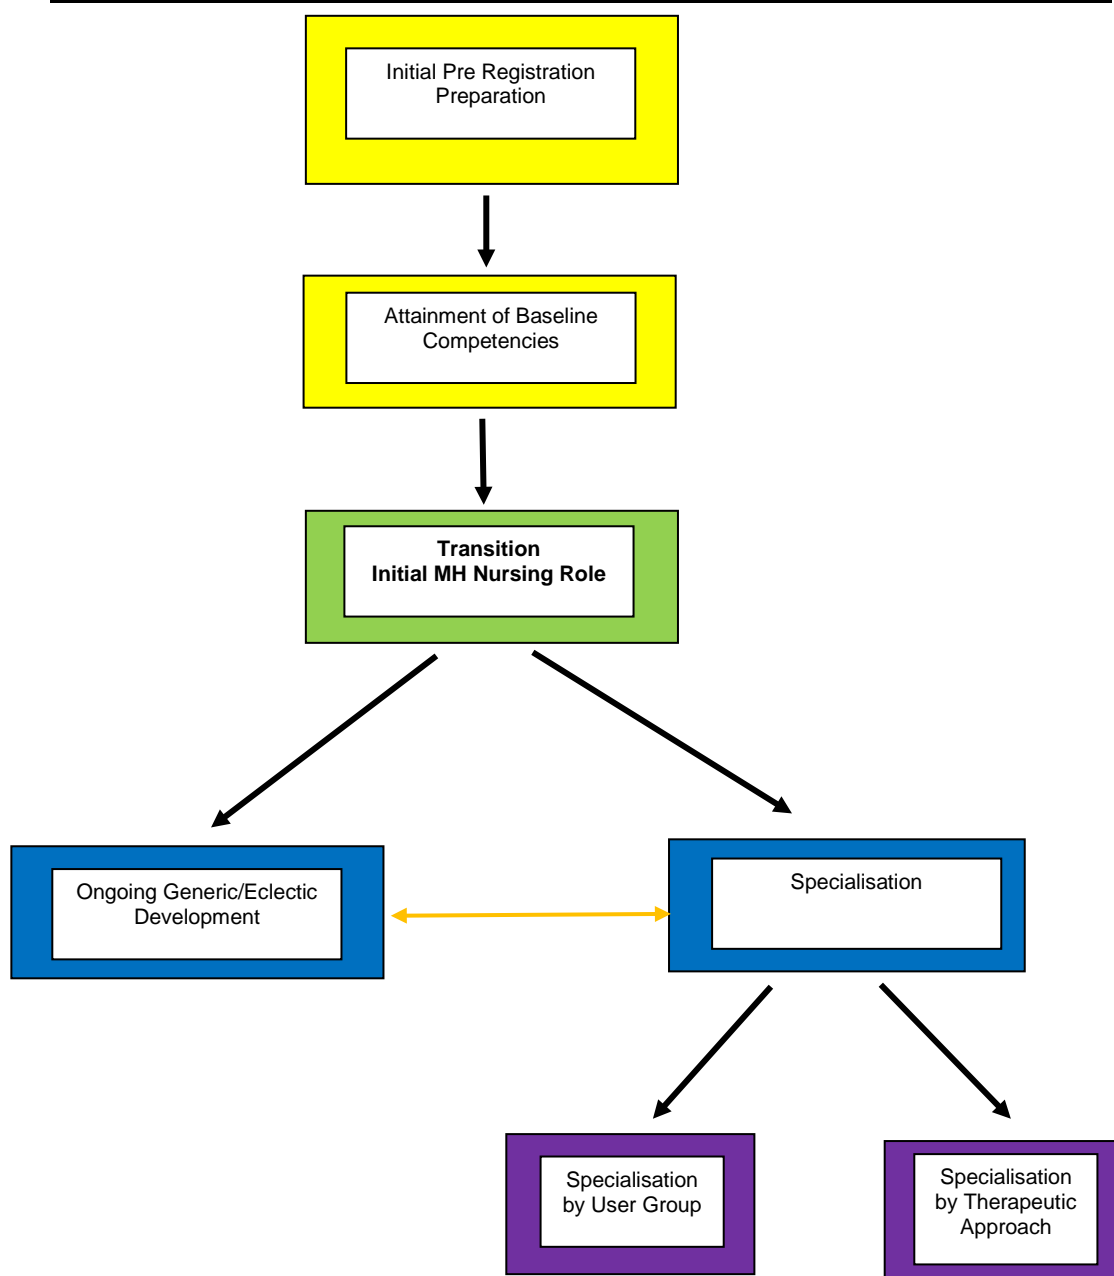 Initial Pre Registration
Preparation
Attainment of Baseline
Competencies
Transition
Initial MH Nursing Role
Ongoing Generic/Eclectic
Development
Specialisation
Specialisation
by User Group
Specialisation
by Therapeutic
Approach